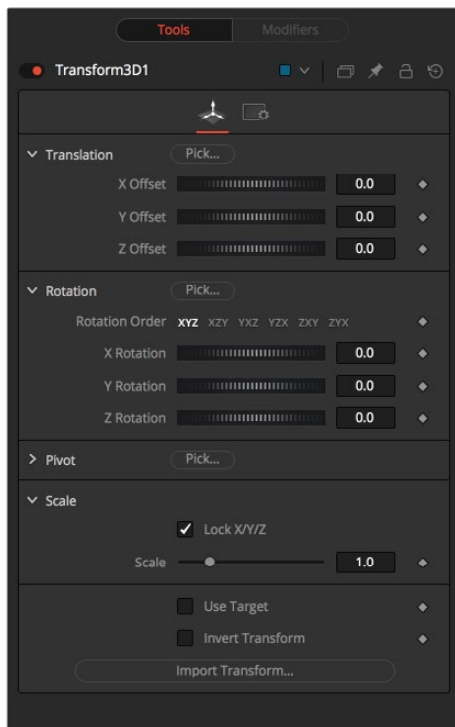 Tools Modifiers
Transform3D1
Translation Pick...
X Offset 0.0
Y Offset 0.0
Z Offset 0.0
Rotation Pick...
Rotation Order XYZ XZY YXZ YZX ZXY ZYX
X Rotation 0.0
Y Rotation 0.0
Z Rotation 0.0
Pivot Pick...
Scale
Lock X/Y/Z
Scale 1.0
Use Target
Invert Transform
Import Transform...